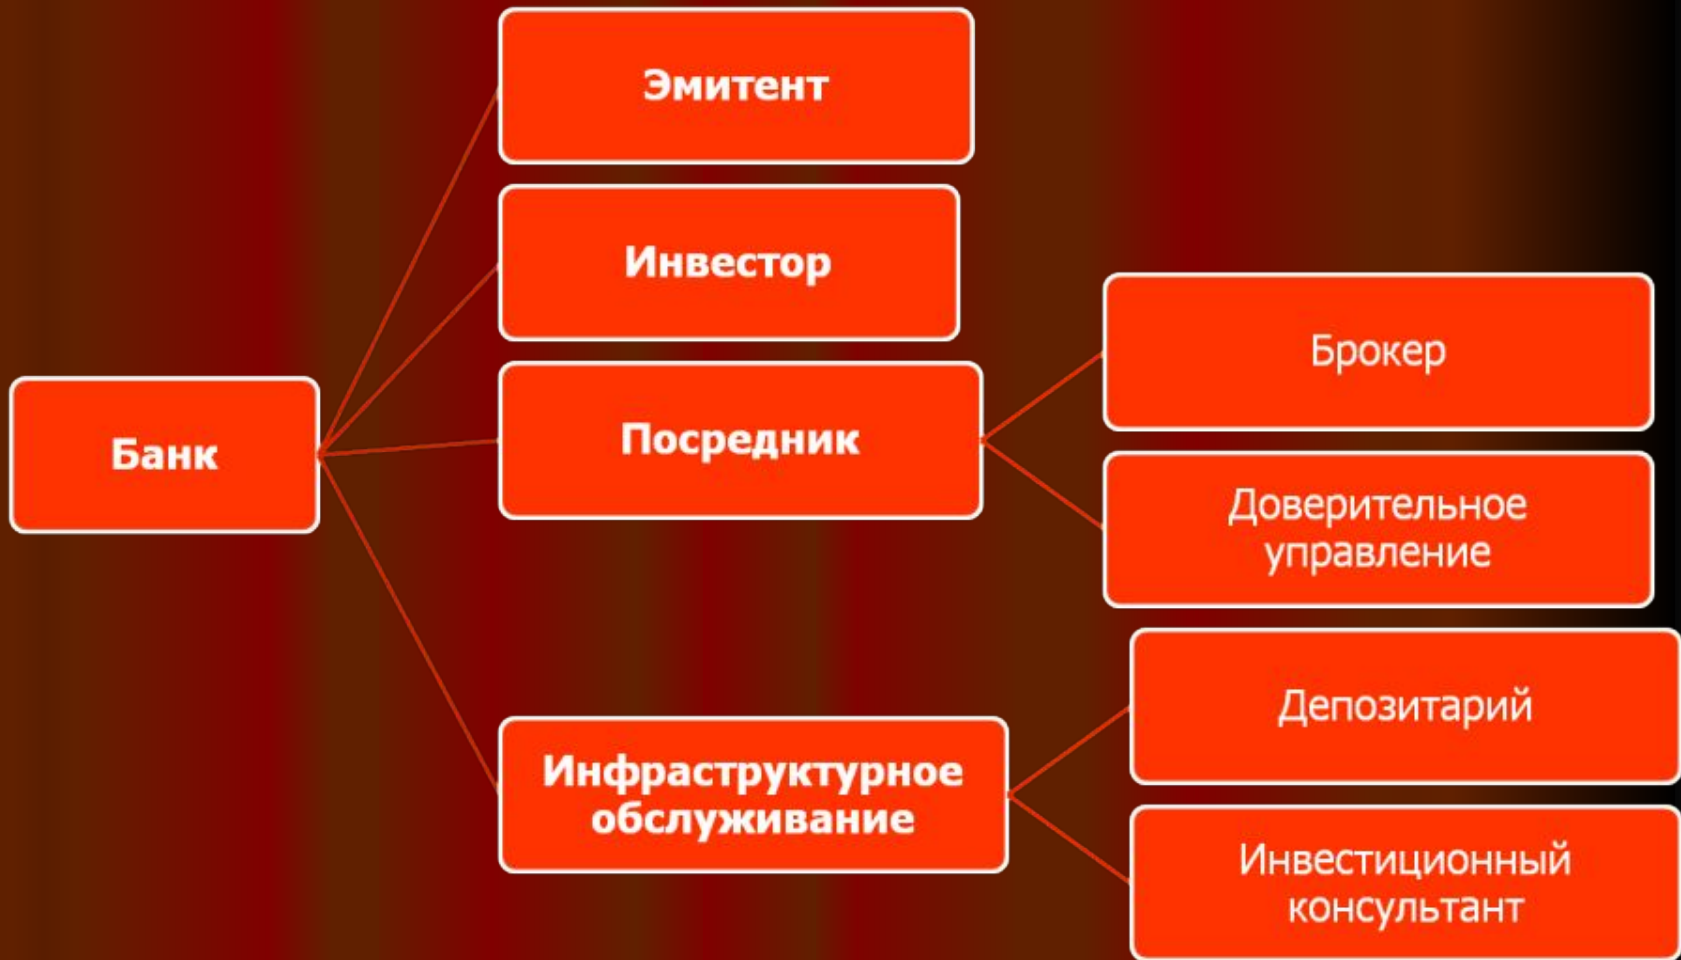 Банк
Эмитент
Инвестор
Посредник
Брокер
Доверительное
управление
Инфраструктурное
обслуживание
Депозитарий
Инвестиционный
консультант